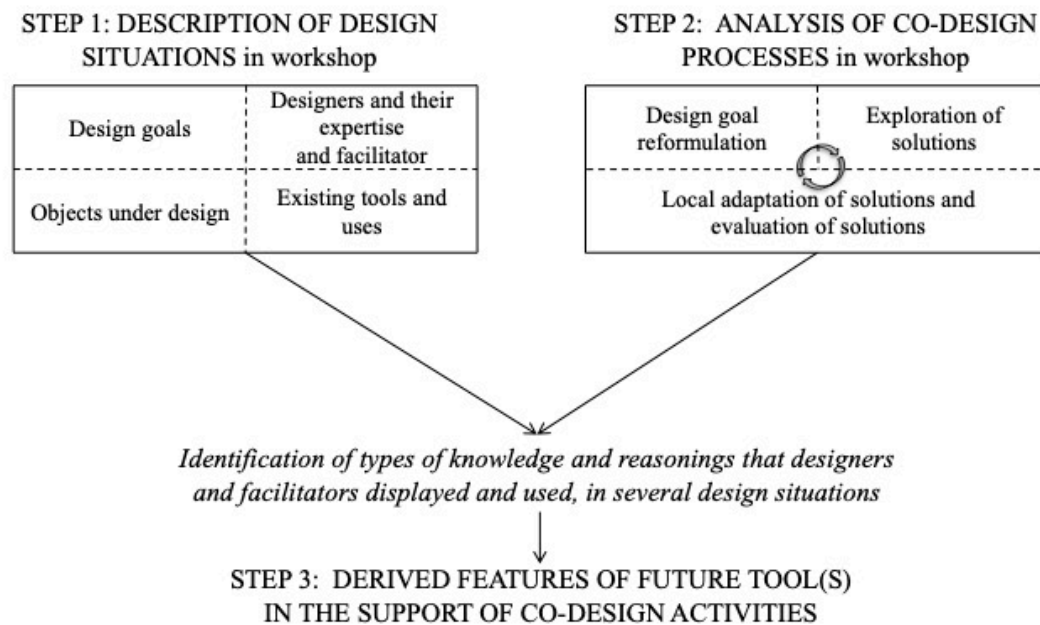 STEP 1: DESCRIPTION OF DESIGN
SITUATIONS in workshop
Design goals
Designers and their
expertise
and facilitator
Objects under design
Existing tools and
uses
STEP 2: ANALYSIS OF CO-DESIGN
PROCESSES in workshop
Design goal
reformulation
Exploration of
solutions
Local adaptation of solutions and
evaluation of solutions
Identification of types of knowledge and reasonings that designers
and facilitators displayed and used, in several design situations
STEP 3: DERIVED FEATURES OF FUTURE TOOL(S)
IN THE SUPPORT OF CO-DESIGN ACTIVITIES